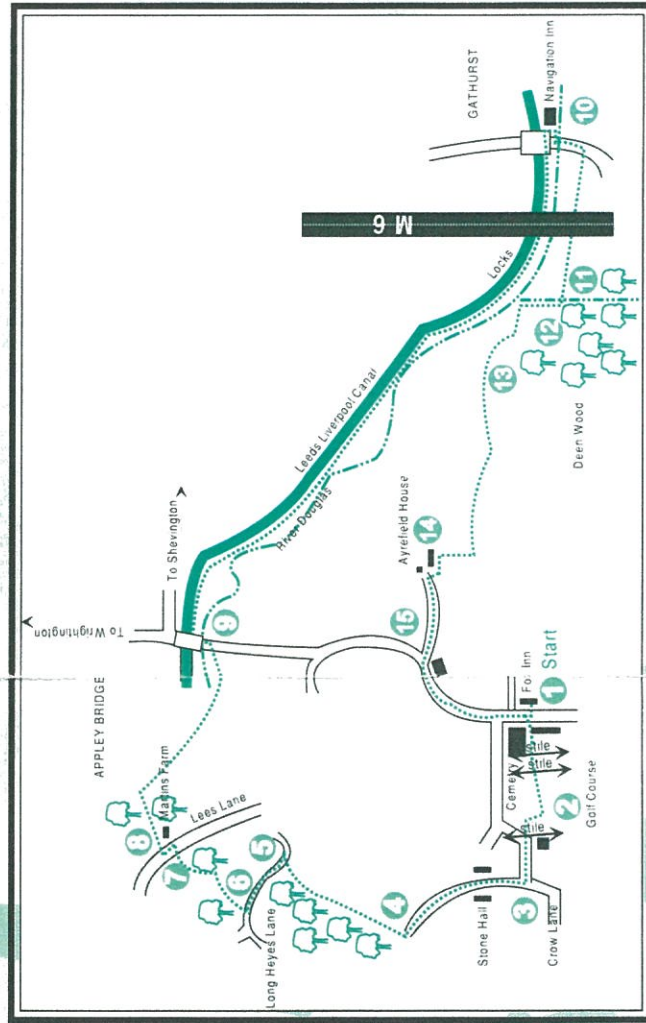 To Wrightington
To Shevington
APPLEY BRIDGE
GATHURST
Navigation Inn
10
M 6
Locks
11
12
13
Deen Wood
Leeds Liverpool Canal
River Douglas
9
Ayrefield House
14
15
Martins Farm
Lees Lane
8
7
6
5
Long Heyes Lane
4
Stone Hall
3
Crow Lane
Cemetry
stile
stile
stile
2
Golf Course
Fox Inn
1 Start